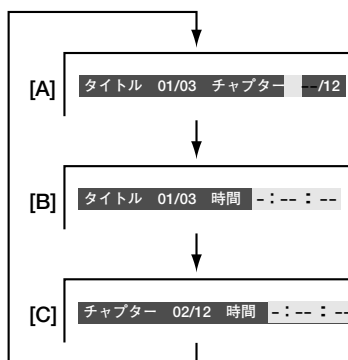 [A] タイトル 01/03 チャプター --/12
[B] タイトル 01/03 時間 -:--:--
[C] チャプター 02/12 時間 -:--:--